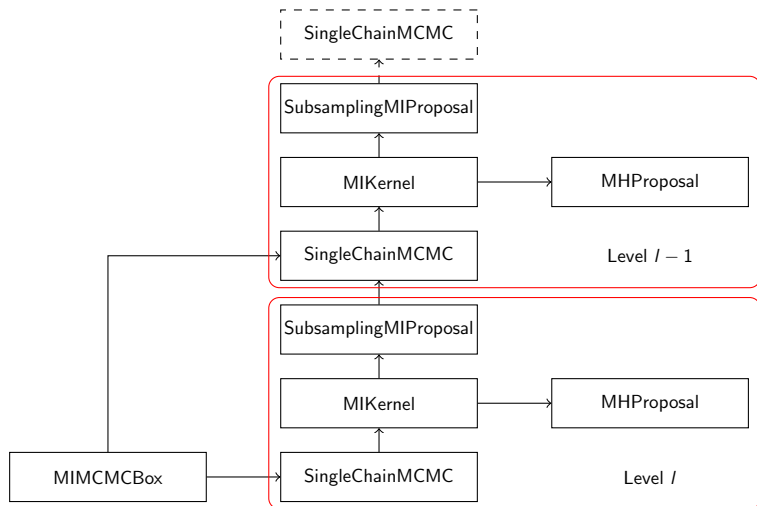 SingleChainMCMC
SubsamplingMIProposal
MIKernel
MHProposal
SingleChainMCMC
Level l − 1
SubsamplingMIProposal
MIKernel
MHProposal
MIMCMCBox
SingleChainMCMC
Level l